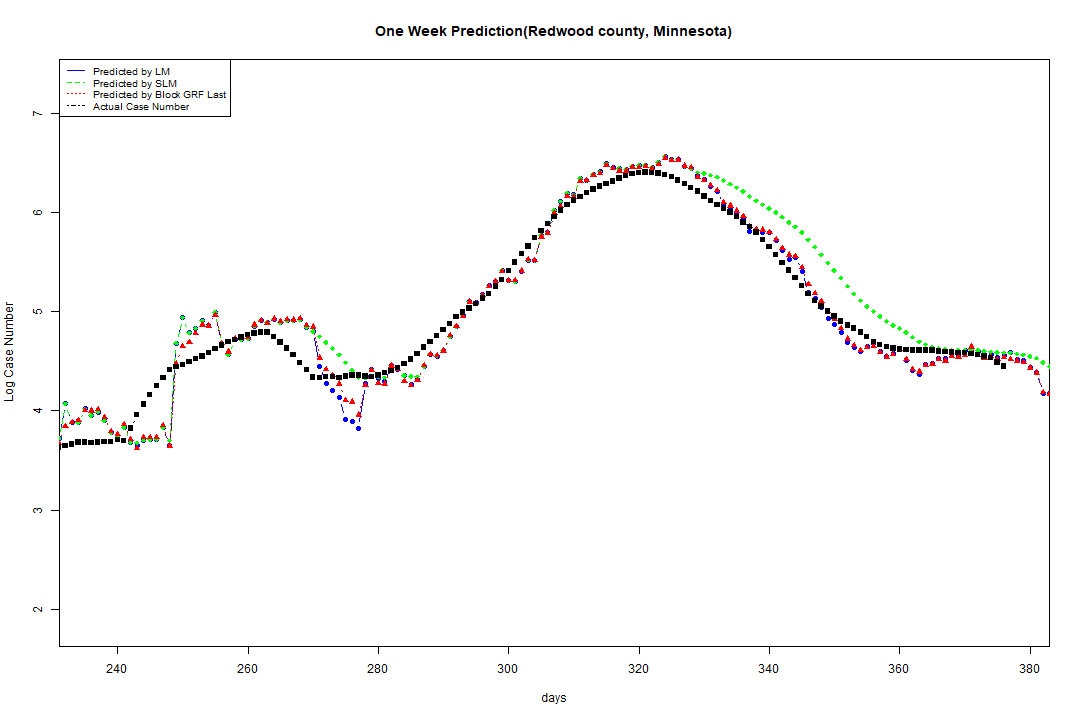 One Week Prediction(Redwood county, Minnesota)
Predicted by LM
Predicted by SLM
Predicted by Block GRF Last
Actual Case Number
7
6
5
4
3
2
Log Case Number
240 260 280 300 320 340 360 380
days